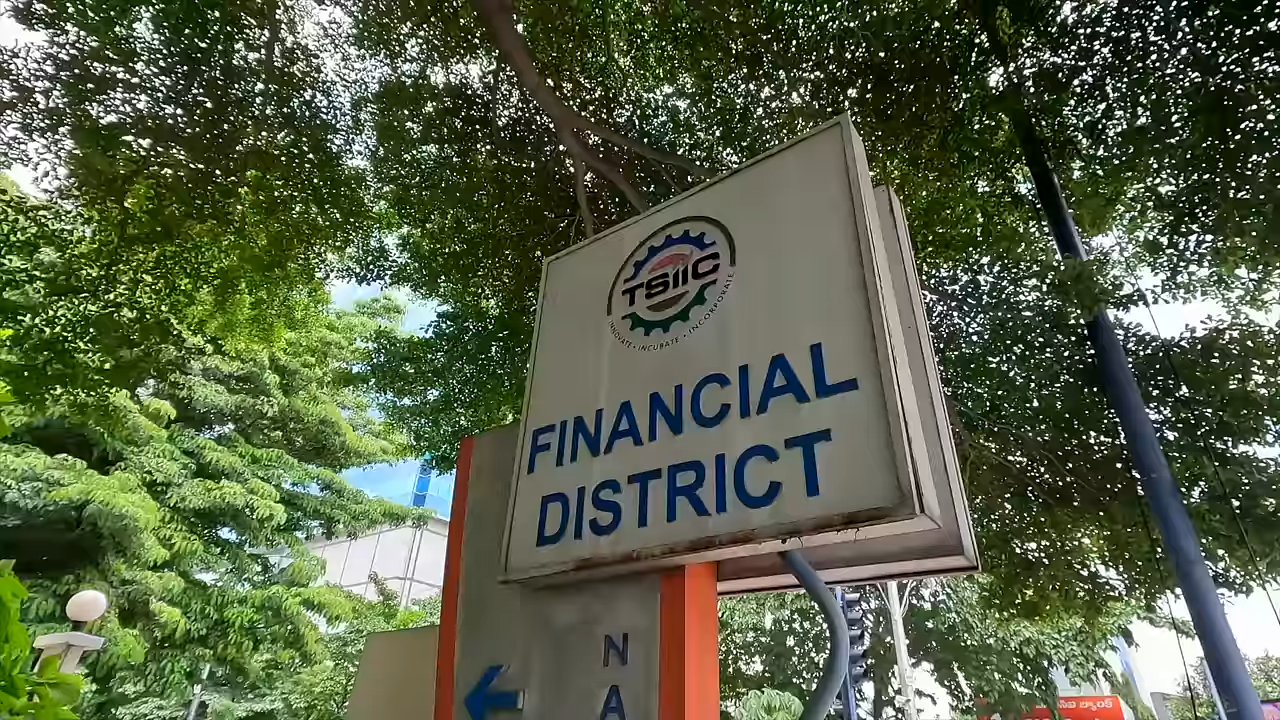 TSIIC
INNOVATE • INCUBATE • INCORPORATE
FINANCIAL
DISTRICT
N
A
బ్యాంక్